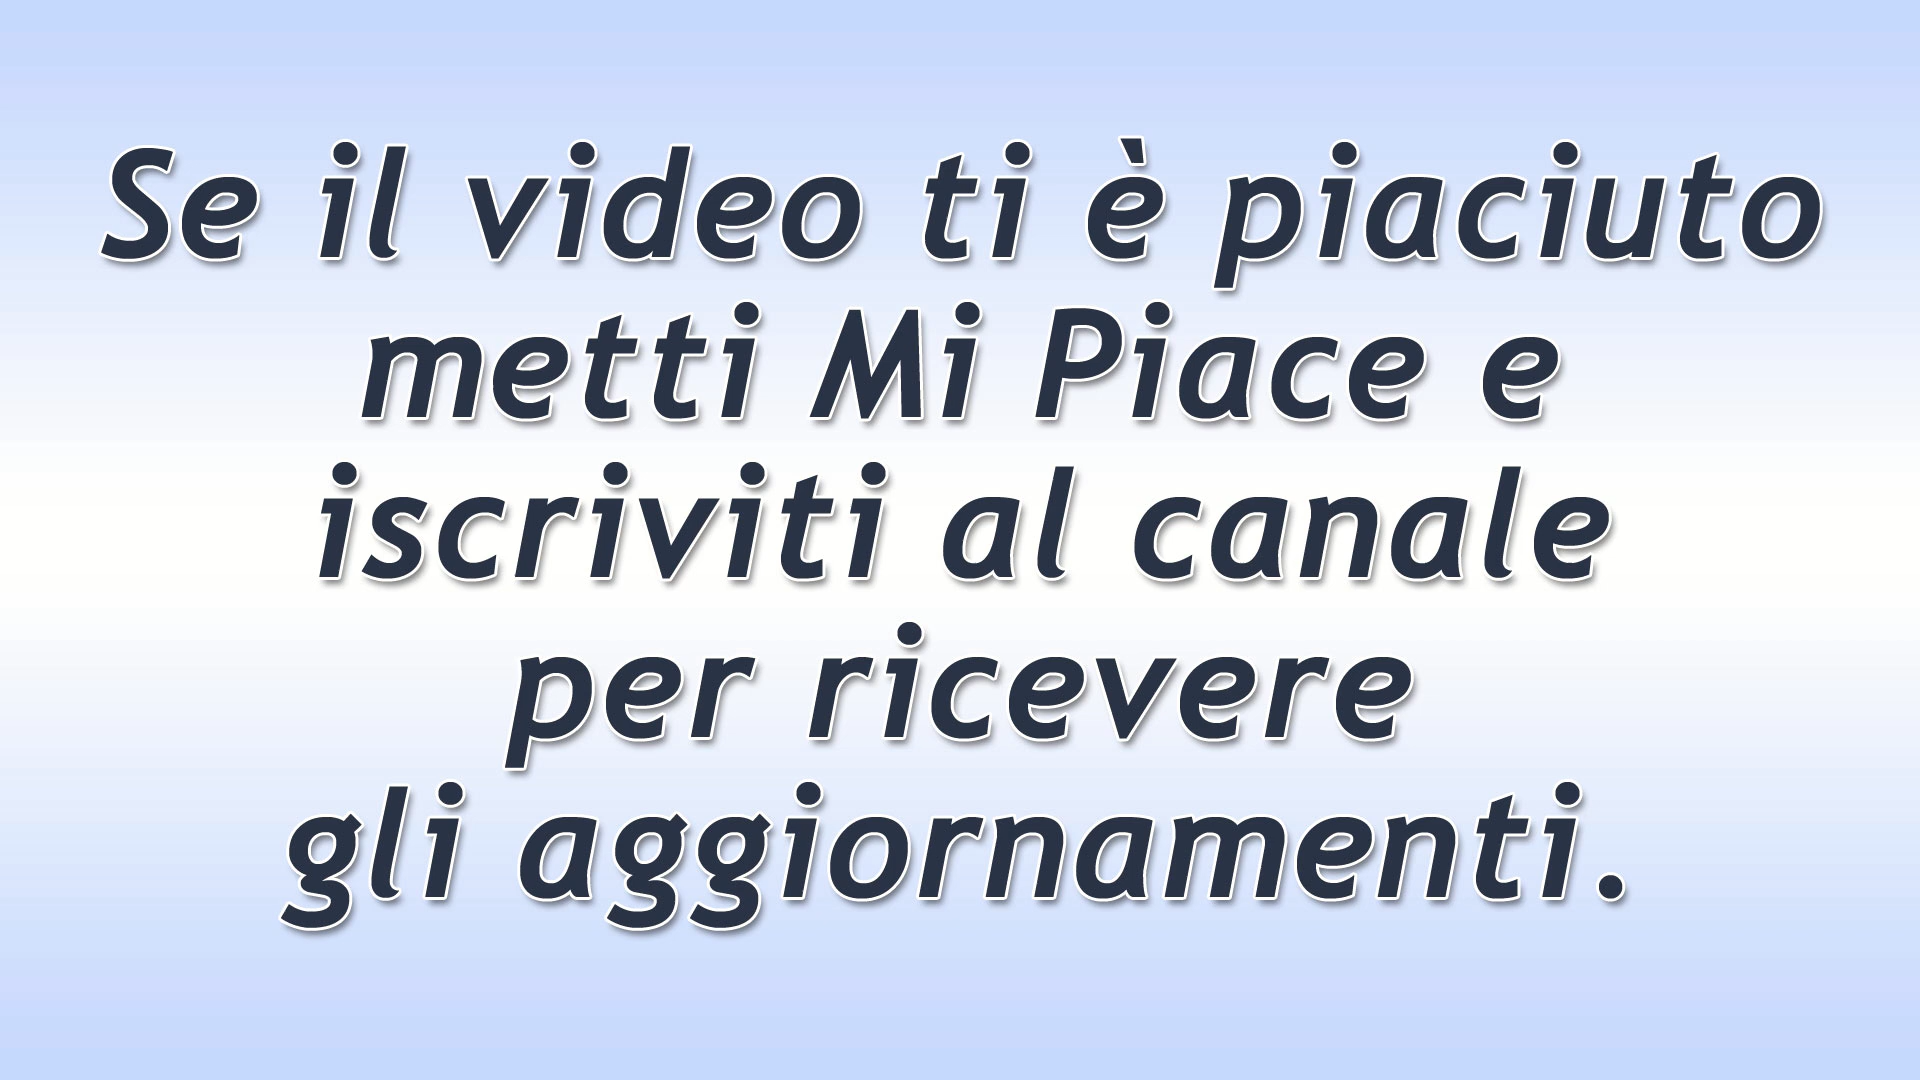 Se il video ti è piaciuto
metti Mi Piace e
iscriviti al canale
per ricevere
gli aggiornamenti.